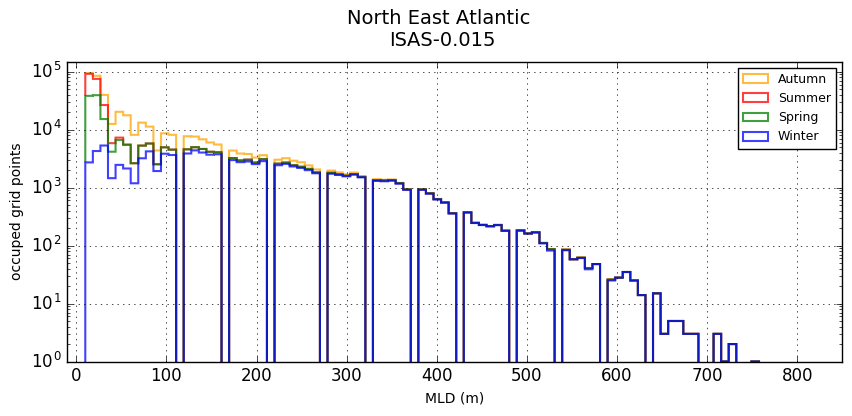 North East Atlantic
ISAS-0.015
10^5
10^4
10^3
10^2
10^1
10^0
occuped grid points
Autumn
Summer
Spring
Winter
0 100 200 300 400 500 600 700 800
MLD (m)